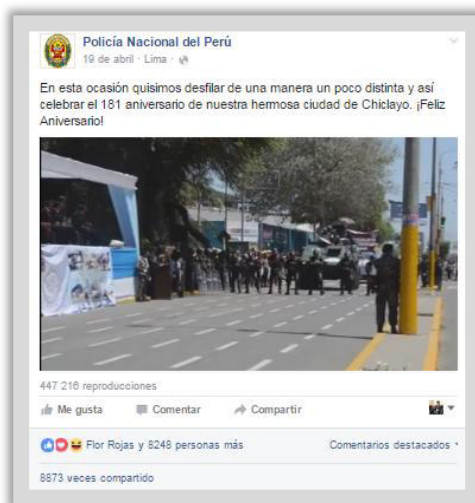 Policía Nacional del Perú
19 de abril · Lima ·
En esta ocasión quisimos desfilar de una manera un poco distinta y así
celebrar el 181 aniversario de nuestra hermosa ciudad de Chiclayo. ¡Feliz
Aniversario!
447 216 reproducciones
Me gusta Comentar Compartir
Flor Rojas y 8248 personas más Comentarios destacados
8873 veces compartido